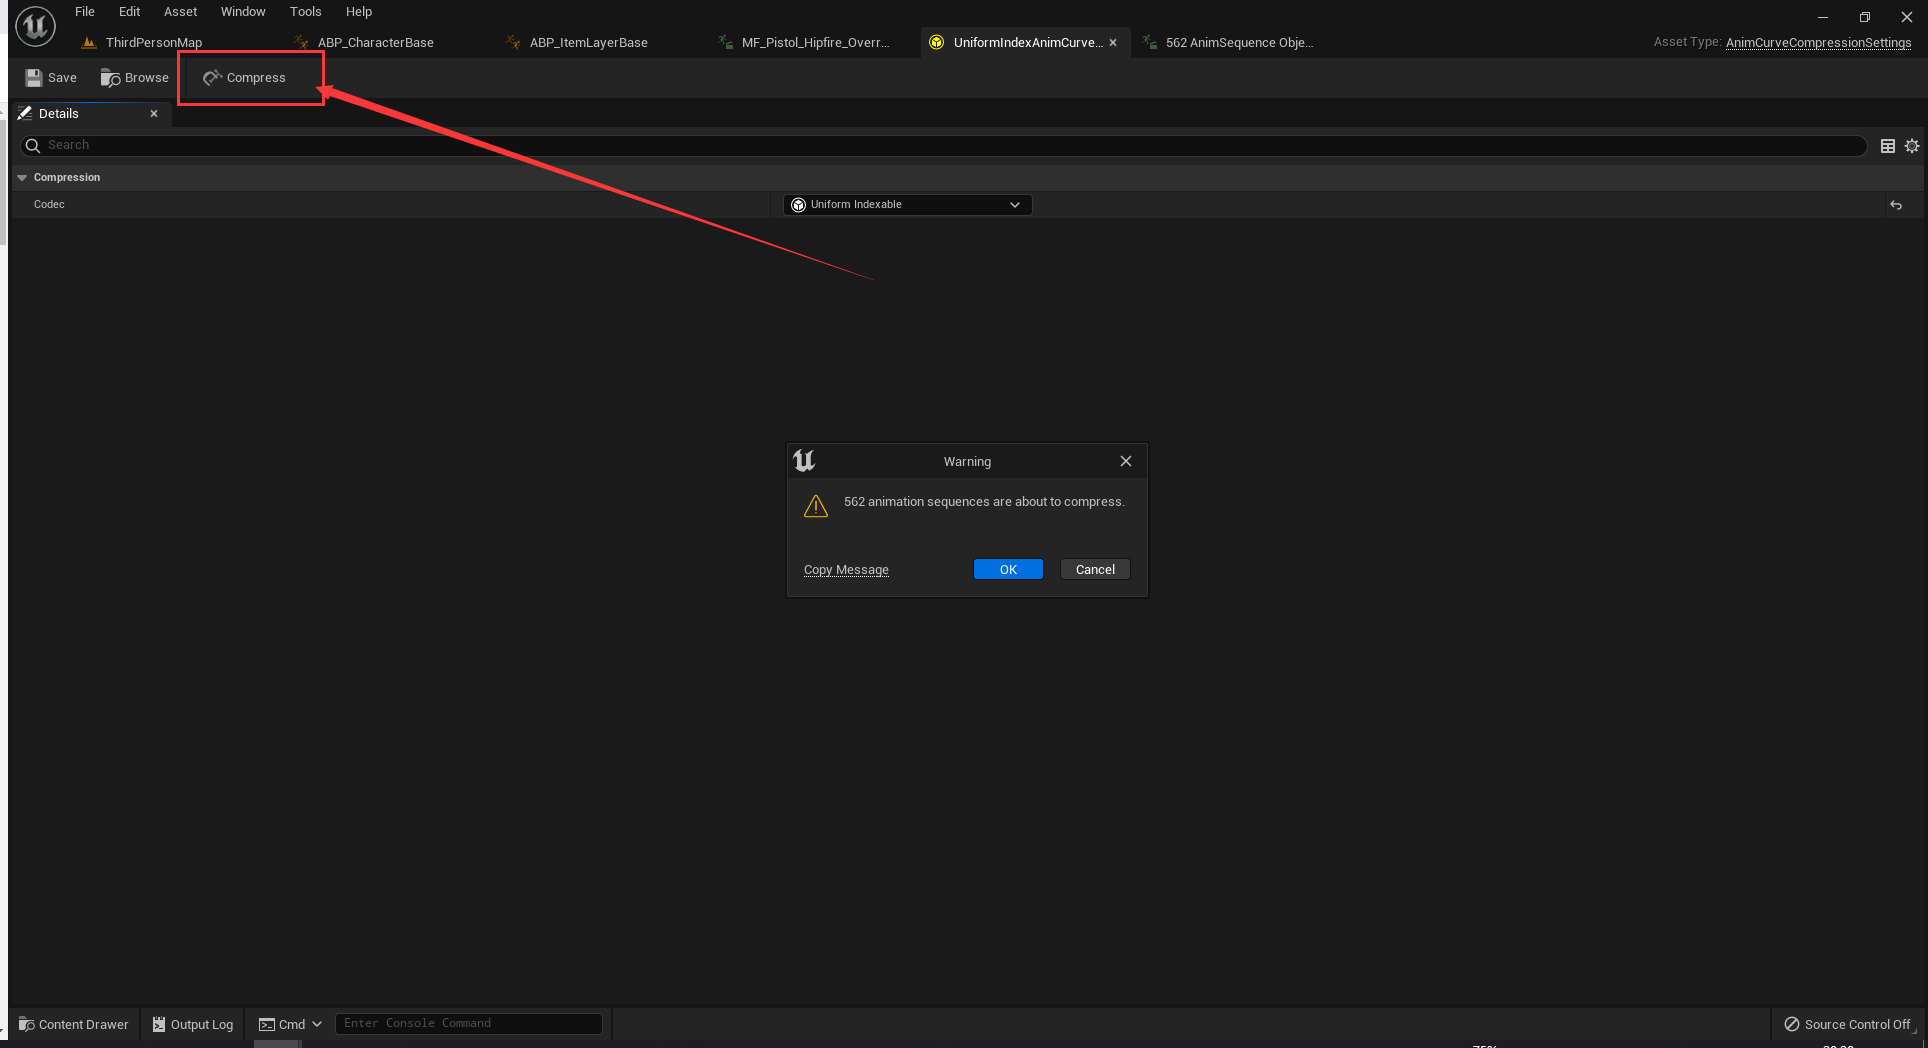 File Edit Asset Window Tools Help
ThirdPersonMap ABP_CharacterBase ABP_ItemLayerBase MF_Pistol_Hipfire_Overr... UniformIndexAnimCurve... 562 AnimSequence Obje... Asset Type: AnimCurveCompressionSettings
Save Browse Compress
Details
Search
Compression
Codec Uniform Indexable
Warning
562 animation sequences are about to compress.
Copy Message OK Cancel
Content Drawer Output Log Cmd Enter Console Command Source Control Off